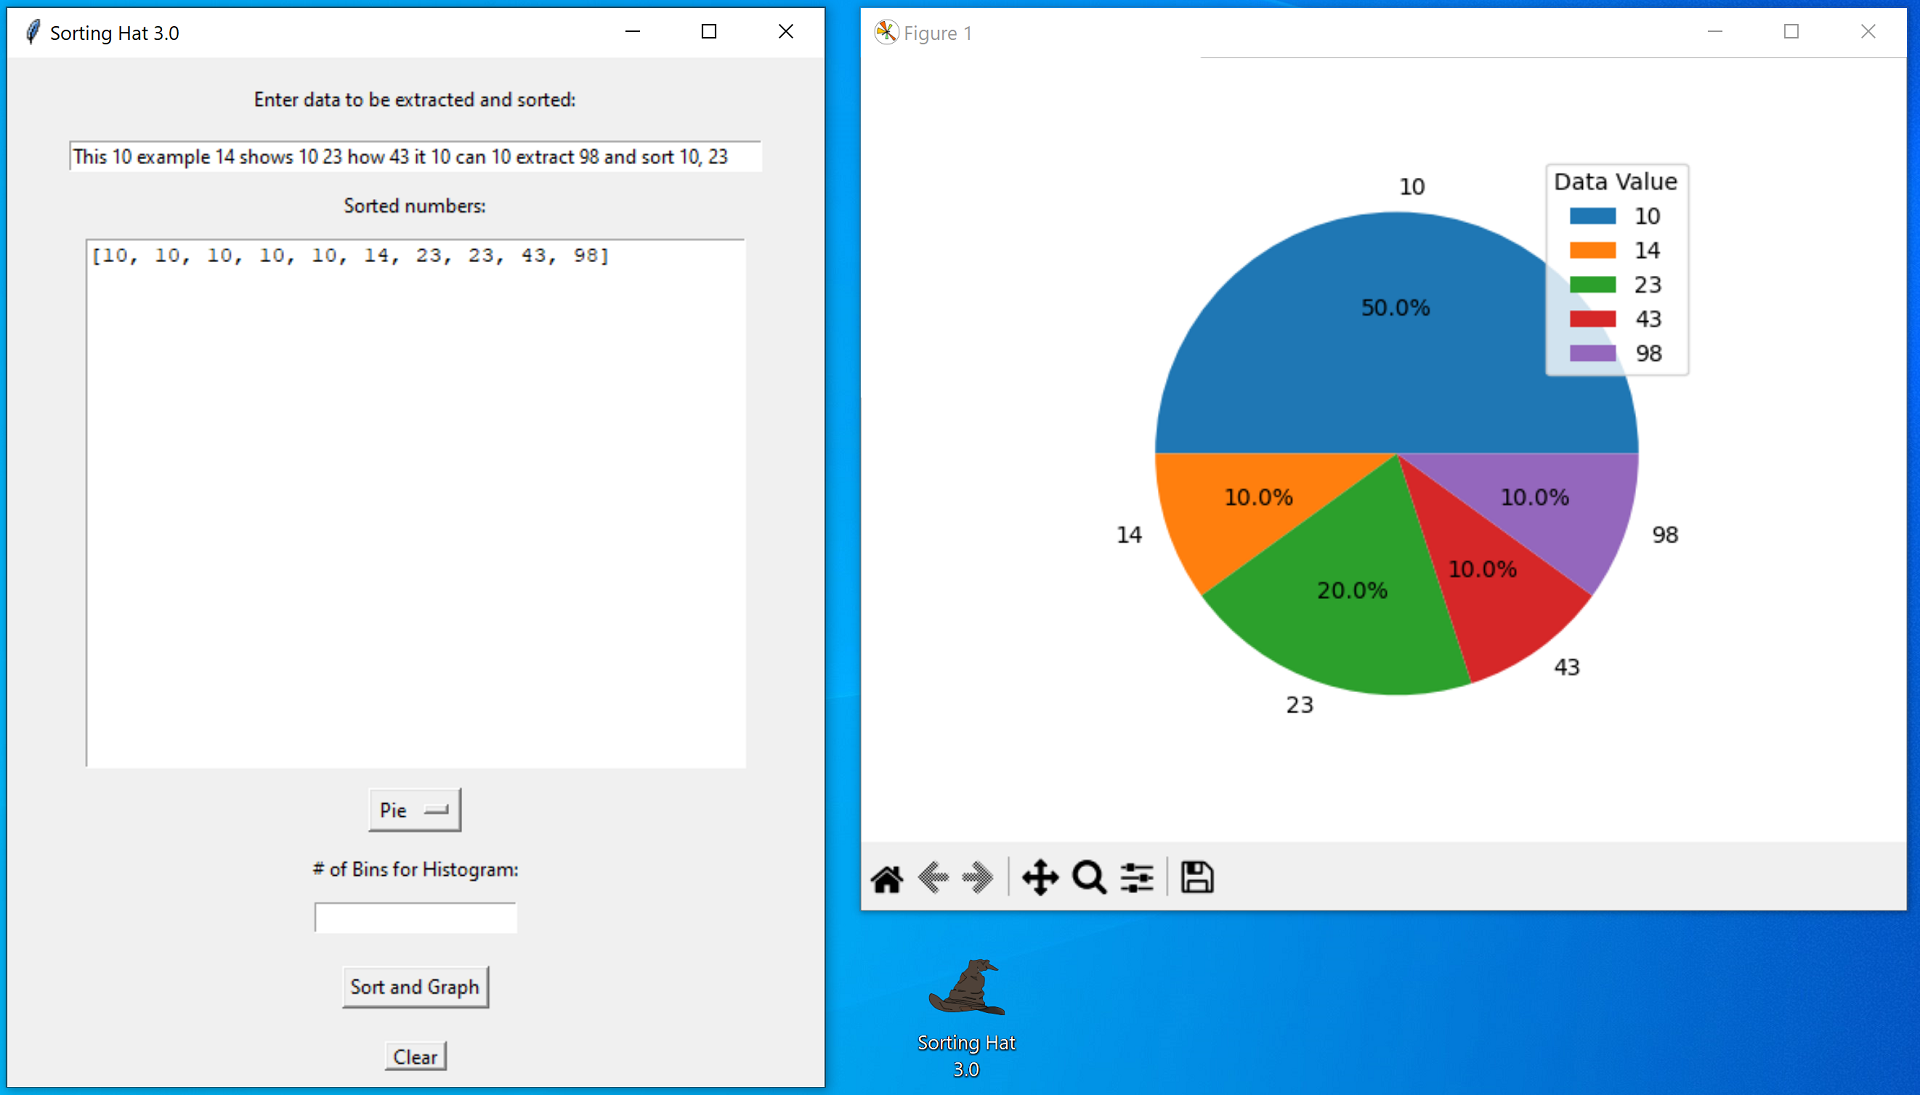 Sorting Hat 3.0
Enter data to be extracted and sorted:
This 10 example 14 shows 10 23 how 43 it 10 can 10 extract 98 and sort 10, 23
Sorted numbers:
[10, 10, 10, 10, 10, 14, 23, 23, 43, 98]
Pie
# of Bins for Histogram:
Sort and Graph
Clear
Figure 1
10
Data Value
10
14
23
43
98
50.0%
10.0%
10.0%
14
98
10.0%
20.0%
43
23
Sorting Hat
3.0